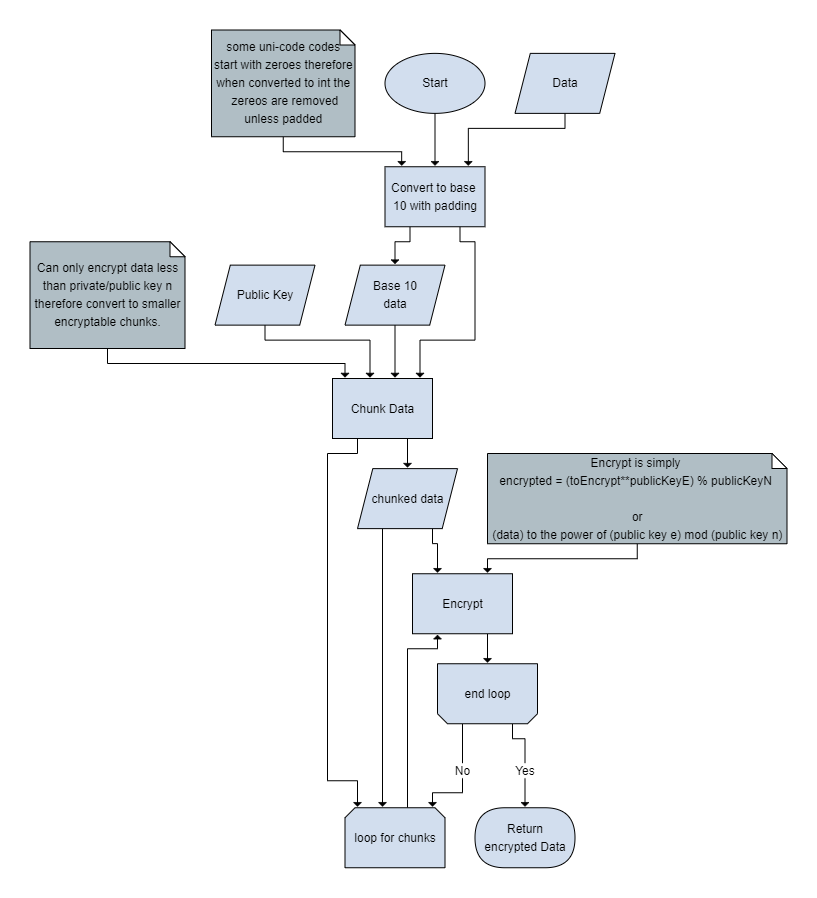 some uni-code codes
start with zeroes therefore
when converted to int the
zereos are removed
unless padded
Start
Data
Convert to base
10 with padding
Can only encrypt data less
than private/public key n
therefore convert to smaller
encryptable chunks.
Public Key
Base 10
data
Chunk Data
chunked data
Encrypt is simply
encrypted = (toEncrypt**publicKeyE) % publicKeyN
or
(data) to the power of (public key e) mod (public key n)
Encrypt
end loop
No
Yes
loop for chunks
Return
encrypted Data